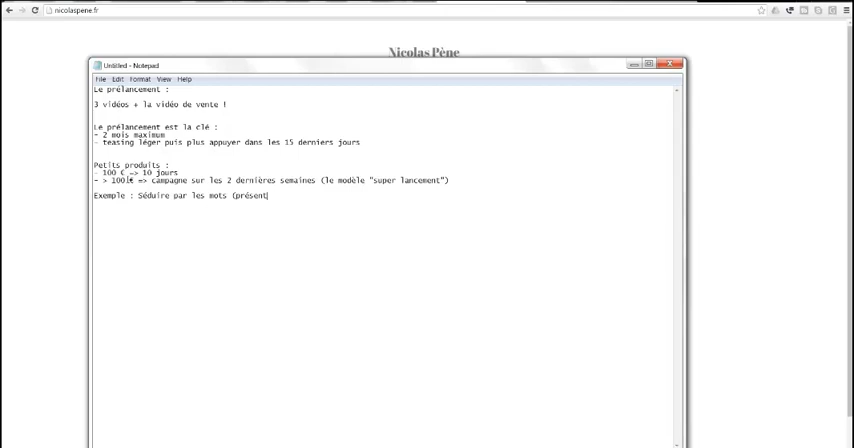 nicolaspene.fr
Nicolas Pène
Untitled - Notepad
File Edit Format View Help
Le prélancement :
3 vidéos + la vidéo de vente !
Le prélancement est la clé :
- 2 mois maximum
- teasing léger puis plus appuyer dans les 15 derniers jours
Petits produits :
- 100 € => 10 jours
- > 100 € => campagne sur les 2 dernières semaines (le modèle "super lancement")
Exemple : Séduire par les mots (présent